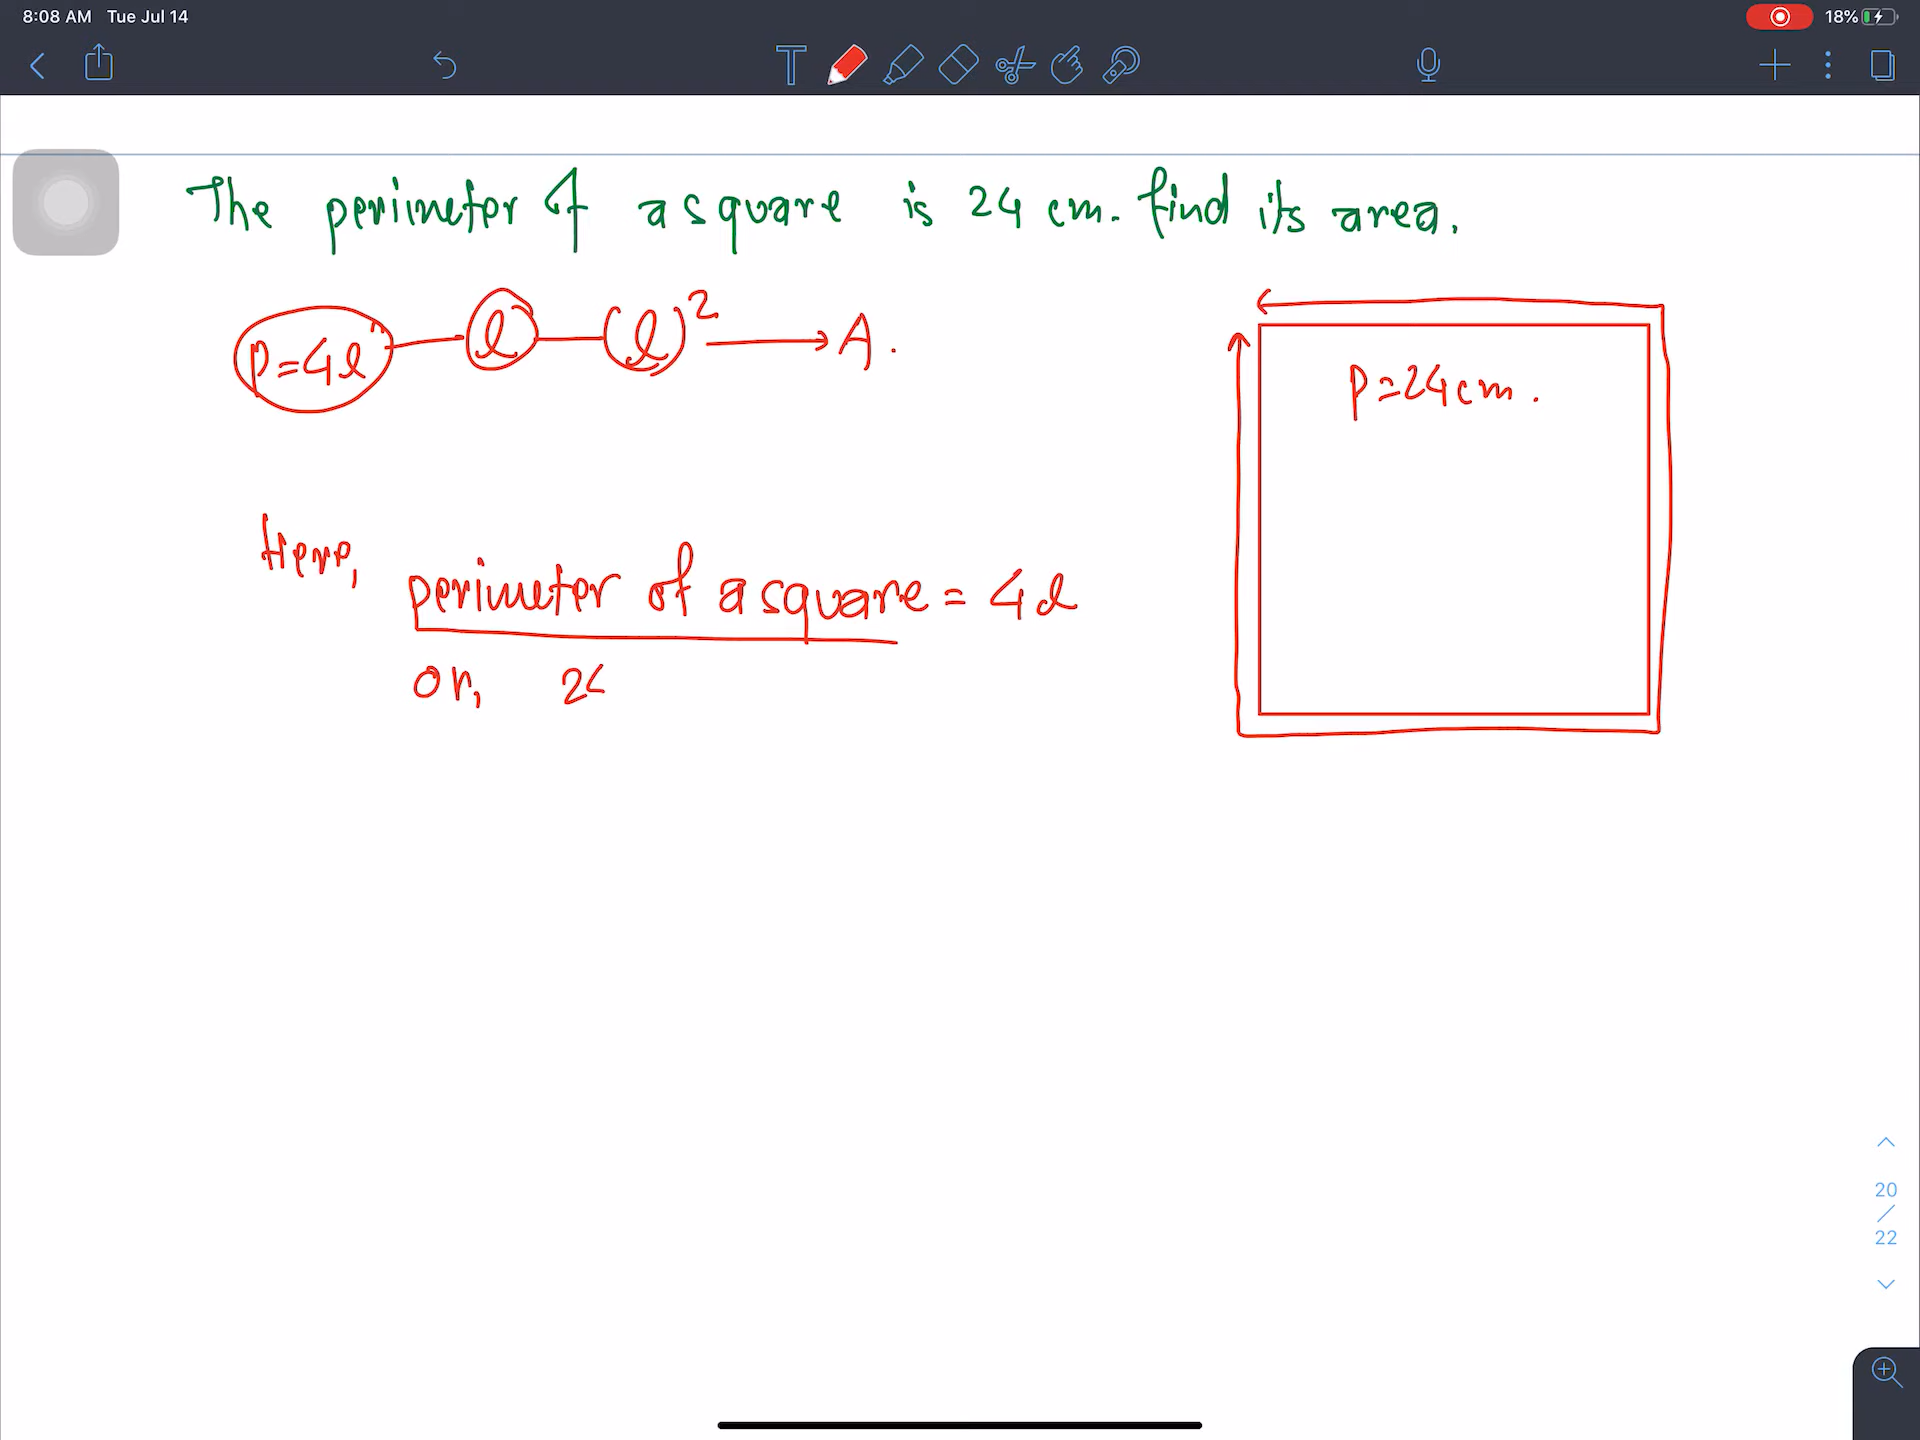 8:08 AM Tue Jul 14
18%
T
The perimeter of a square is 24 cm. find its area.
P=4l l (l)² A.
P=24cm.
Here,
perimeter of a square = 4l
or, 24
20
/
22